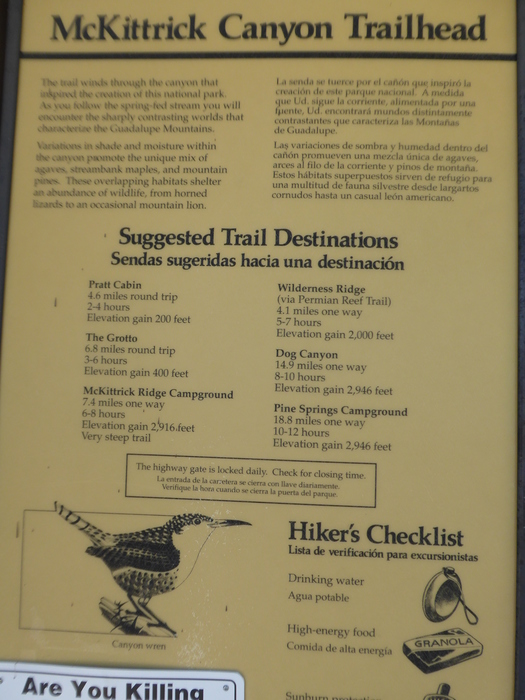 McKittrick Canyon Trailhead
The trail winds through the canyon that
inkpired the creation of this national park.
As you follow the spring-fed stream you will
encounter the sharply contrasting worlds that
characterize the Guadalupe Mountains.
Variations in shade and moisture within
the canyon promote the unique mix of
agaves, streambank maples, and mountain
pines. These overlapping habitats shelter
an abundance of wildlife, from horned
lizards to an occasional mountain lion.
La senda se tuerce por el cañón que inspiró la
creación de este parque nacional. A medida
que Ud. sigue la corriente, alimentada por una
fuente, Ud. encontrará mundos distintamente
contrastantes que caracteriza las Montañas
de Guadalupe.
Las variaciones de sombra y humedad dentro del
cañón promueven una mezcla única de agaves,
arces al filo de la corriente y pinos de montaña.
Estos hábitats superpuestos sirven de refugio para
una multitud de fauna silvestre desde largartos
cornudos hasta un casual león americano.
Suggested Trail Destinations
Sendas sugeridas hacia una destinación
Pratt Cabin
4.6 miles round trip
2-4 hours
Elevation gain 200 feet
The Grotto
6.8 miles round trip
3-6 hours
Elevation gain 400 feet
McKittrick Ridge Campground
7.4 miles one way
6-8 hours
Elevation gain 2,916 feet
Very steep trail
Wilderness Ridge
(via Permian Reef Trail)
4.1 miles one way
5-7 hours
Elevation gain 2,000 feet
Dog Canyon
14.9 miles one way
8-10 hours
Elevation gain 2,946 feet
Pine Springs Campground
18.8 miles one way
10-12 hours
Elevation gain 2,946 feet
The highway gate is locked daily. Check for closing time.
La entrada de la carretera se cierra con llave diariamente.
Verifique la hora cuando se cierra la puerta del parque.
Canyon wren
Hiker's Checklist
Lista de verificación para excursionistas
Drinking water
Agua potable
High-energy food
Comida de alta energía
GRANOLA
Sunburn protection
Are You Killing